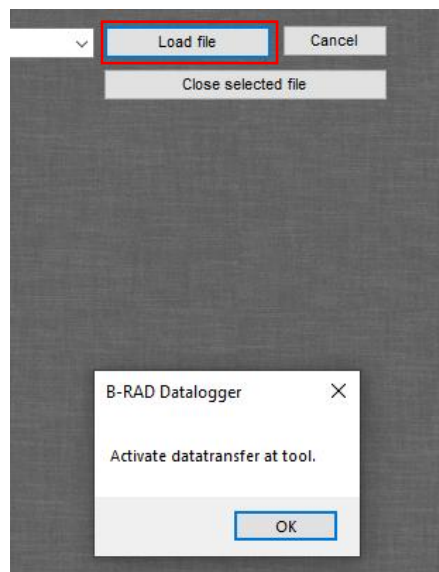 Load file
Cancel
Close selected file
B-RAD Datalogger
Activate datatransfer at tool.
OK